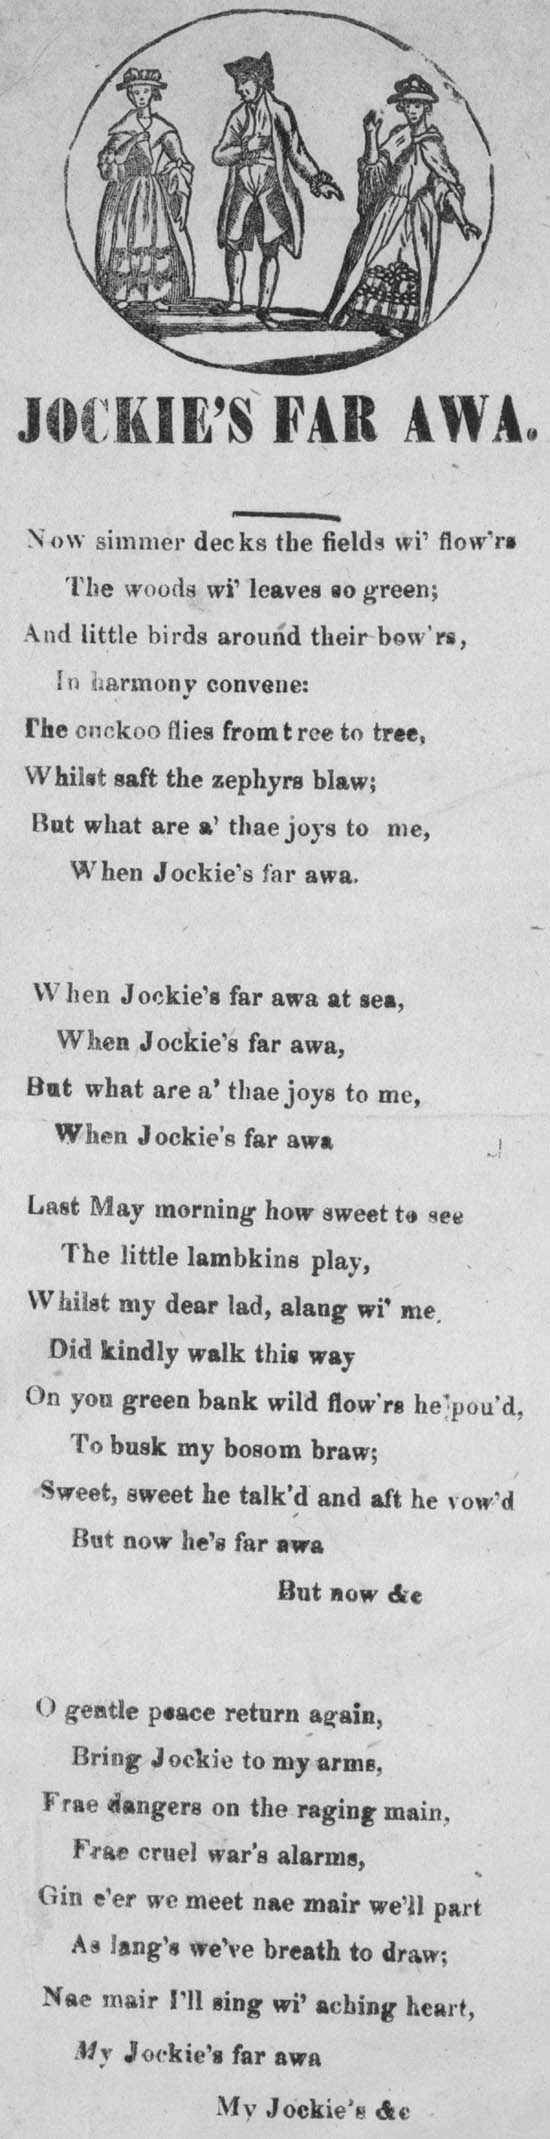 JOCKIE'S FAR AWA.
Now simmer decks the fields wi' flow'rs
The woods wi' leaves so green;
And little birds around their bow'rs,
In harmony convene:
The cuckoo flies from tree to tree,
Whilst saft the zephyrs blaw;
But what are a' thae joys to me,
When Jockie's far awa.
When Jockie's far awa at sea,
When Jockie's far awa,
But what are a' thae joys to me,
When Jockie's far awa
Last May morning how sweet to see
The little lambkins play,
Whilst my dear lad, alang wi' me.
Did kindly walk this way
On you green bank wild flow'rs he pou'd,
To busk my bosom braw;
Sweet, sweet he talk'd and aft he vow'd
But now he's far awa
But now &c
O gentle peace return again,
Bring Jockie to my arms,
Frae dangers on the raging main,
Frae cruel war's alarms,
Gin e'er we meet nae mair we'll part
As lang's we've breath to draw;
Nae mair I'll sing wi' aching heart,
My Jockie's far awa
My Jockie's &c